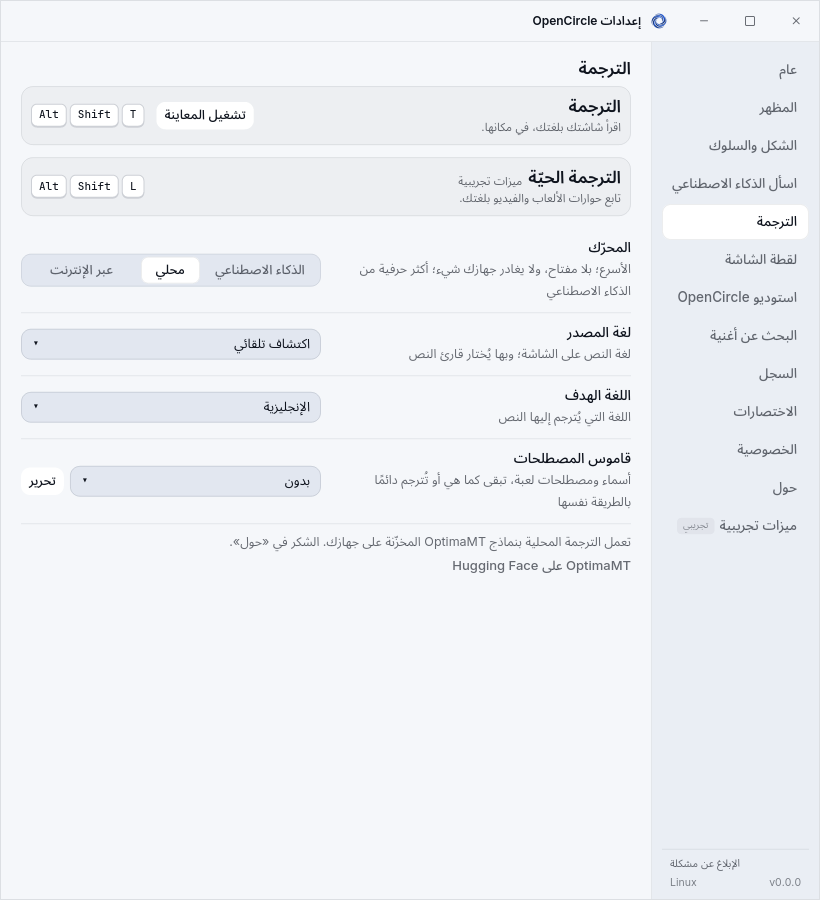 إعدادات OpenCircle
عام
المظهر
الشكل والسلوك
اسأل الذكاء الاصطناعي
الترجمة
لقطة الشاشة
استوديو OpenCircle
البحث عن أغنية
السجل
الاختصارات
الخصوصية
حول
ميزات تجريبية تجريبي
الإبلاغ عن مشكلة
v0.0.0 Linux
الترجمة
الترجمة
اقرأ شاشتك بلغتك، في مكانها.
تشغيل المعاينة
Alt Shift T
الترجمة الحيّة ميزات تجريبية
تابع حوارات الألعاب والفيديو بلغتك.
Alt Shift L
المحرّك
الأسرع؛ بلا مفتاح، ولا يغادر جهازك شيء؛ أكثر حرفية من
الذكاء الاصطناعي
الذكاء الاصطناعي محلي عبر الإنترنت
لغة المصدر
لغة النص على الشاشة؛ وبها يُختار قارئ النص
اكتشاف تلقائي
اللغة الهدف
اللغة التي يُترجم إليها النص
الإنجليزية
قاموس المصطلحات
أسماء ومصطلحات لعبة، تبقى كما هي أو تُترجم دائمًا
بالطريقة نفسها
بدون
تحرير
تعمل الترجمة المحلية بنماذج OptimaMT المخزّنة على جهازك. الشكر في «حول».
OptimaMT على Hugging Face